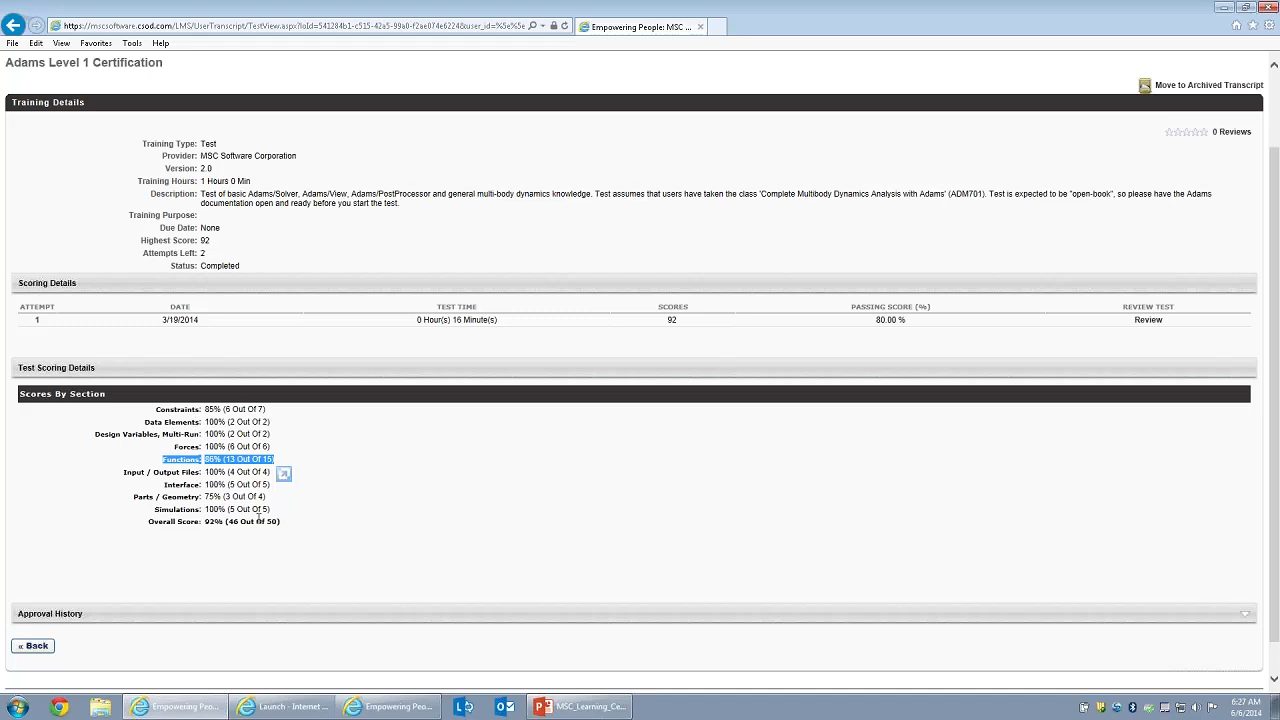 https://mscsoftware.csod.com/LMS/UserTranscript/TestView.aspx?loId=541284b1-c515-42a5-99a0-f2ae074e6224&user_id=%5e%5e
Empowering People: MSC ...
File Edit View Favorites Tools Help
Adams Level 1 Certification
Move to Archived Transcript
Training Details
0 Reviews
Training Type: Test
Provider: MSC Software Corporation
Version: 2.0
Training Hours: 1 Hours 0 Min
Description: Test of basic Adams/Solver, Adams/View, Adams/PostProcessor and general multi-body dynamics knowledge. Test assumes that users have taken the class 'Complete Multibody Dynamics Analysis with Adams' (ADM701). Test is expected to be "open-book", so please have the Adams
documentation open and ready before you start the test.
Training Purpose:
Due Date: None
Highest Score: 92
Attempts Left: 2
Status: Completed
Scoring Details
ATTEMPT DATE TEST TIME SCORES PASSING SCORE (%) REVIEW TEST
1 3/19/2014 0 Hour(s) 16 Minute(s) 92 80.00 % Review
Test Scoring Details
Scores By Section
Constraints: 85% (6 Out Of 7)
Data Elements: 100% (2 Out Of 2)
Design Variables, Multi-Run: 100% (2 Out Of 2)
Forces: 100% (6 Out Of 6)
Functions: 86% (13 Out Of 15)
Input / Output Files: 100% (4 Out Of 4)
Interface: 100% (5 Out Of 5)
Parts / Geometry: 75% (3 Out Of 4)
Simulations: 100% (5 Out Of 5)
Overall Score: 92% (46 Out Of 50)
Approval History
« Back
Empowering Peo... Launch - Internet ... Empowering Peo... MSC_Learning_Ce...
6:27 AM
6/6/2014